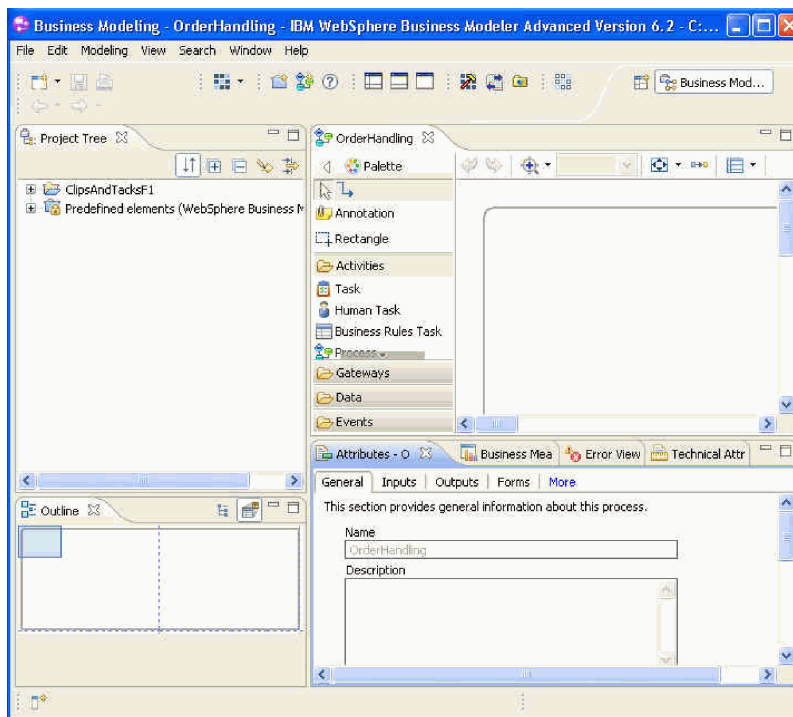 Business Modeling - OrderHandling - IBM WebSphere Business Modeler Advanced Version 6.2 - C:...
File Edit Modeling View Search Window Help
Business Mod...
Project Tree
ClipsAndTacksF1
Predefined elements (WebSphere Business M
OrderHandling
Palette
Annotation
Rectangle
Activities
Task
Human Task
Business Rules Task
Process
Gateways
Data
Events
Outline
Attributes - O
Business Mea
Error View
Technical Attr
General Inputs Outputs Forms More
This section provides general information about this process.
Name
OrderHandling
Description